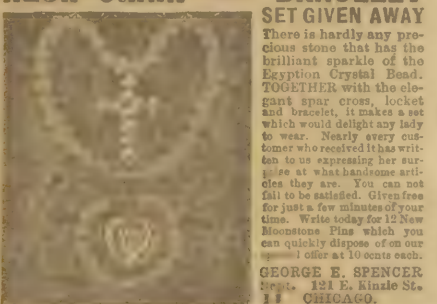 SET GIVEN AWAY
There is hardly any pre-
cious stone that has the
brilliant sparkle of the
Egyption Crystal Bead.
TOGETHER with the ele-
gant spar cross, locket
and bracelet, it makes a set
which would delight any lady
to wear. Nearly every cus-
tomer who received it has writ-
ten to us expressing her sur-
prise at what handsome arti-
cles they are. You can not
fail to be satisfied. Given free
for just a few minutes of your
time. Write today for 12 New
Moonstone Pins which you
can quickly dispose of on our
offer at 10 cents each.
GEORGE E. SPENCER
121 E. Kinzie St.
CHICAGO.